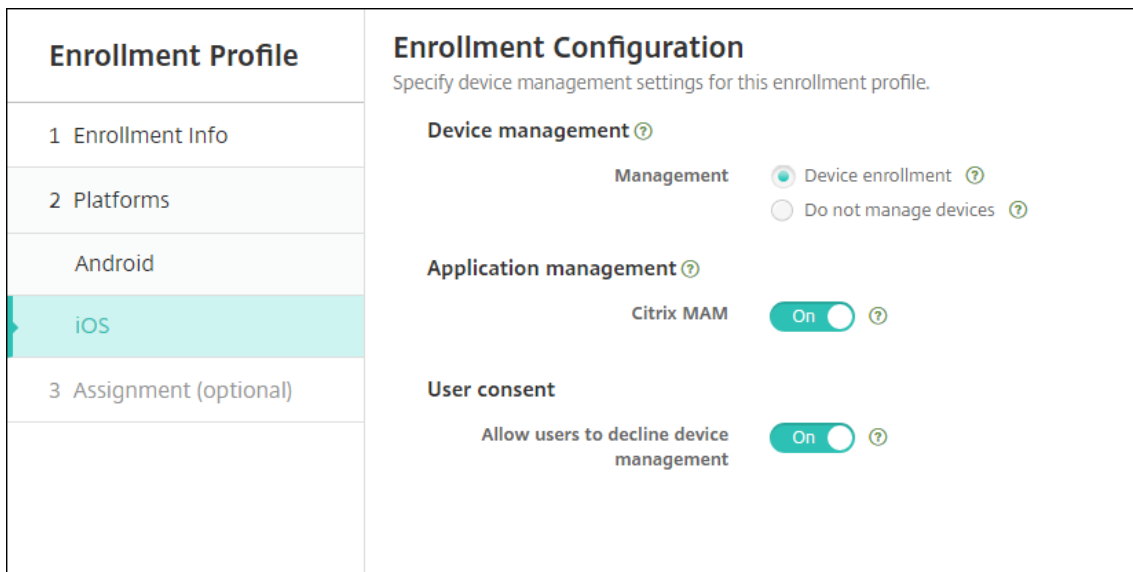 Enrollment Profile
1 Enrollment Info
2 Platforms
Android
iOS
3 Assignment (optional)
Enrollment Configuration
Specify device management settings for this enrollment profile.
Device management ?
Management
Device enrollment ?
Do not manage devices ?
Application management ?
Citrix MAM
On ?
User consent
Allow users to decline device
management
On ?